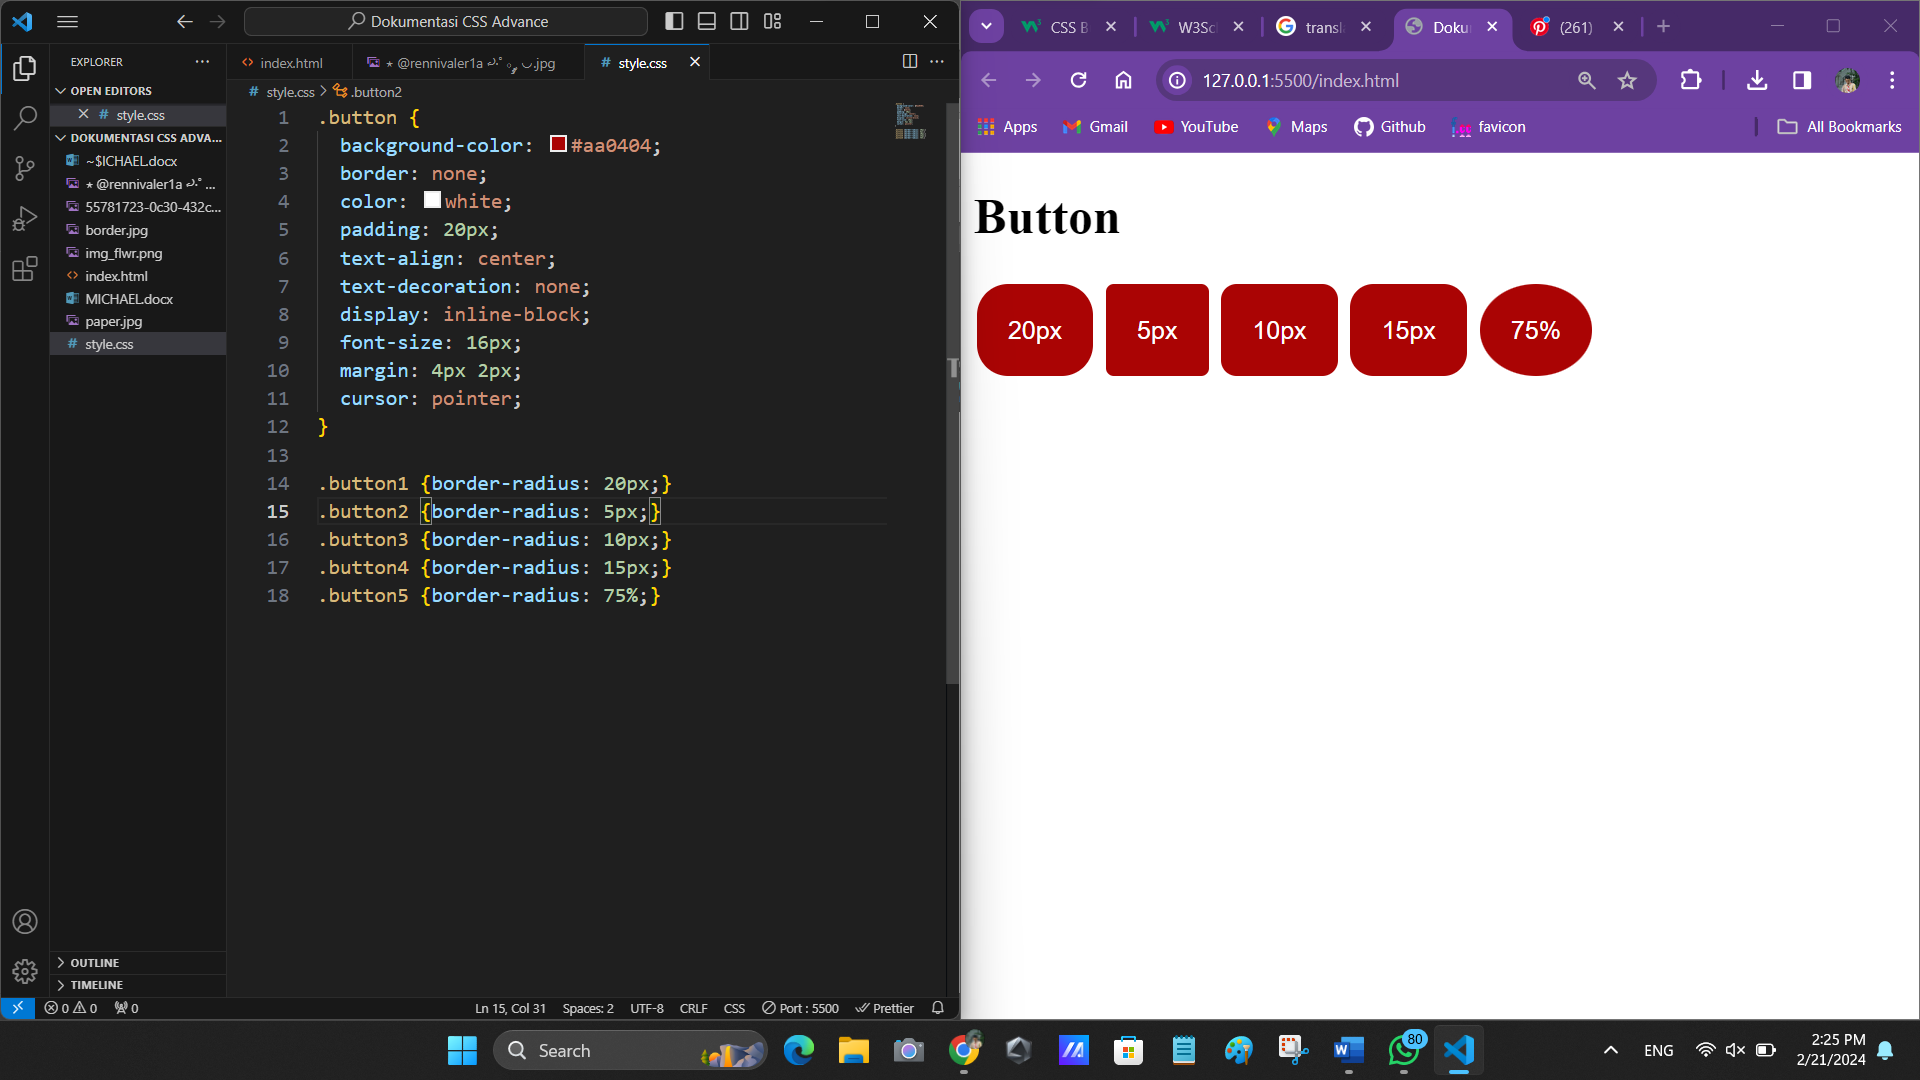 Dokumentasi CSS Advance
EXPLORER
OPEN EDITORS
style.css
DOKUMENTASI CSS ADVA...
~$ICHAEL.docx
⋆ @rennivaler1a ...
55781723-0c30-432c...
border.jpg
img_flwr.png
index.html
MICHAEL.docx
paper.jpg
style.css
OUTLINE
TIMELINE
index.html
⋆ @rennivaler1a .jpg
style.css
style.css > .button2
1 .button {
2 background-color: #aa0404;
3 border: none;
4 color: white;
5 padding: 20px;
6 text-align: center;
7 text-decoration: none;
8 display: inline-block;
9 font-size: 16px;
10 margin: 4px 2px;
11 cursor: pointer;
12 }
13
14 .button1 {border-radius: 20px;}
15 .button2 {border-radius: 5px;}
16 .button3 {border-radius: 10px;}
17 .button4 {border-radius: 15px;}
18 .button5 {border-radius: 75%;}
0 0 0
Ln 15, Col 31 Spaces: 2 UTF-8 CRLF CSS Port : 5500 Prettier
CSS B W3Scl transla Doku (261)
127.0.0.1:5500/index.html
Apps Gmail YouTube Maps Github favicon All Bookmarks
Button
20px 5px 10px 15px 75%
Search
80
ENG
2:25 PM
2/21/2024